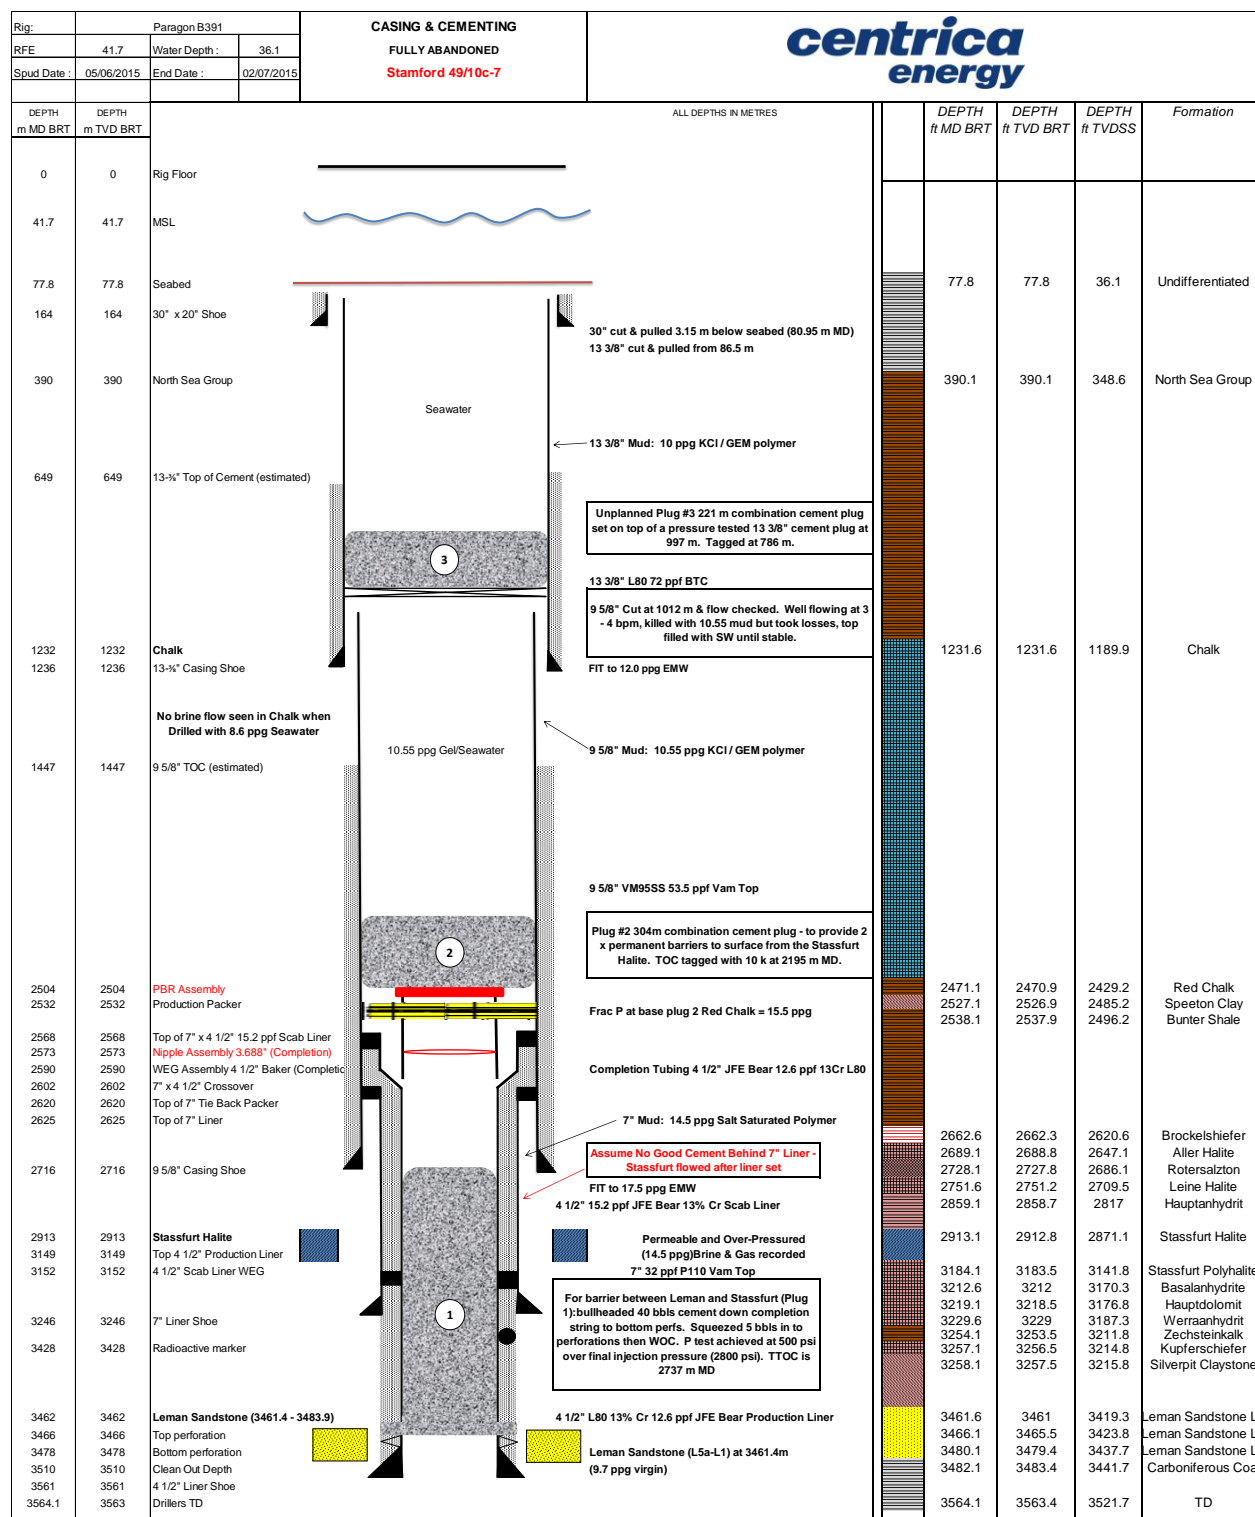 Rig: Paragon B391
RFE 41.7 Water Depth : 36.1
Spud Date : 05/06/2015 End Date : 02/07/2015
CASING & CEMENTING
FULLY ABANDONED
Stamford 49/10c-7
centrica
energy
DEPTH DEPTH
m MD BRT m TVD BRT
ALL DEPTHS IN METRES
DEPTH DEPTH DEPTH Formation
ft MD BRT ft TVD BRT ft TVDSS
0 0 Rig Floor
41.7 41.7 MSL
77.8 77.8 Seabed
77.8 77.8 36.1 Undifferentiated
164 164 30" x 20" Shoe
30" cut & pulled 3.15 m below seabed (80.95 m MD)
13 3/8" cut & pulled from 86.5 m
390 390 North Sea Group
390.1 390.1 348.6 North Sea Group
Seawater
13 3/8" Mud: 10 ppg KCl / GEM polymer
649 649 13-⅜" Top of Cement (estimated)
Unplanned Plug #3 221 m combination cement plug
set on top of a pressure tested 13 3/8" cement plug at
997 m. Tagged at 786 m.
3
13 3/8" L80 72 ppf BTC
9 5/8" Cut at 1012 m & flow checked. Well flowing at 3
- 4 bpm, killed with 10.55 mud but took losses, top
filled with SW until stable.
1232 1232 Chalk
1231.6 1231.6 1189.9 Chalk
1236 1236 13-⅜" Casing Shoe
FIT to 12.0 ppg EMW
No brine flow seen in Chalk when
Drilled with 8.6 ppg Seawater
10.55 ppg Gel/Seawater
9 5/8" Mud: 10.55 ppg KCl / GEM polymer
1447 1447 9 5/8" TOC (estimated)
9 5/8" VM95SS 53.5 ppf Vam Top
Plug #2 304m combination cement plug - to provide 2
x permanent barriers to surface from the Stassfurt
Halite. TOC tagged with 10 k at 2195 m MD.
2
2504 2504 PBR Assembly
2471.1 2470.9 2429.2 Red Chalk
2532 2532 Production Packer
2527.1 2526.9 2485.2 Speeton Clay
Frac P at base plug 2 Red Chalk = 15.5 ppg
2538.1 2537.9 2496.2 Bunter Shale
2568 2568 Top of 7" x 4 1/2" 15.2 ppf Scab Liner
2573 2573 Nipple Assembly 3.688" (Completion)
2590 2590 WEG Assembly 4 1/2" Baker (Completic
Completion Tubing 4 1/2" JFE Bear 12.6 ppf 13Cr L80
2602 2602 7" x 4 1/2" Crossover
2620 2620 Top of 7" Tie Back Packer
2625 2625 Top of 7" Liner
7" Mud: 14.5 ppg Salt Saturated Polymer
2662.6 2662.3 2620.6 Brockelshiefer
Assume No Good Cement Behind 7" Liner -
Stassfurt flowed after liner set
2689.1 2688.8 2647.1 Aller Halite
2716 2716 9 5/8" Casing Shoe
2728.1 2727.8 2686.1 Rotersalzton
FIT to 17.5 ppg EMW
2751.6 2751.2 2709.5 Leine Halite
4 1/2" 15.2 ppf JFE Bear 13% Cr Scab Liner
2859.1 2858.7 2817 Hauptanhydrit
2913 2913 Stassfurt Halite
Permeable and Over-Pressured
(14.5 ppg)Brine & Gas recorded
2913.1 2912.8 2871.1 Stassfurt Halite
3149 3149 Top 4 1/2" Production Liner
3152 3152 4 1/2" Scab Liner WEG
7" 32 ppf P110 Vam Top
3184.1 3183.5 3141.8 Stassfurt Polyhalite
3212.6 3212 3170.3 Basalanhydrite
For barrier between Leman and Stassfurt (Plug
1):bullheaded 40 bbls cement down completion
string to bottom perfs. Squeezed 5 bbls in to
perforations then WOC. P test achieved at 500 psi
over final injection pressure (2800 psi). TTOC is
2737 m MD
1
3219.1 3218.5 3176.8 Hauptdolomit
3246 3246 7" Liner Shoe
3229.6 3229 3187.3 Werraanhydrit
3254.1 3253.5 3211.8 Zechsteinkalk
3428 3428 Radioactive marker
3257.1 3256.5 3214.8 Kupferschiefer
3258.1 3257.5 3215.8 Silverpit Claystone
3462 3462 Leman Sandstone (3461.4 - 3483.9)
4 1/2" L80 13% Cr 12.6 ppf JFE Bear Production Liner
3461.6 3461 3419.3 Leman Sandstone L
3466 3466 Top perforation
3466.1 3465.5 3423.8 Leman Sandstone L
3478 3478 Bottom perforation
Leman Sandstone (L5a-L1) at 3461.4m
(9.7 ppg virgin)
3480.1 3479.4 3437.7 Leman Sandstone L
3510 3510 Clean Out Depth
3482.1 3483.4 3441.7 Carboniferous Coa
3561 3561 4 1/2" Liner Shoe
3564.1 3563 Drillers TD
3564.1 3563.4 3521.7 TD